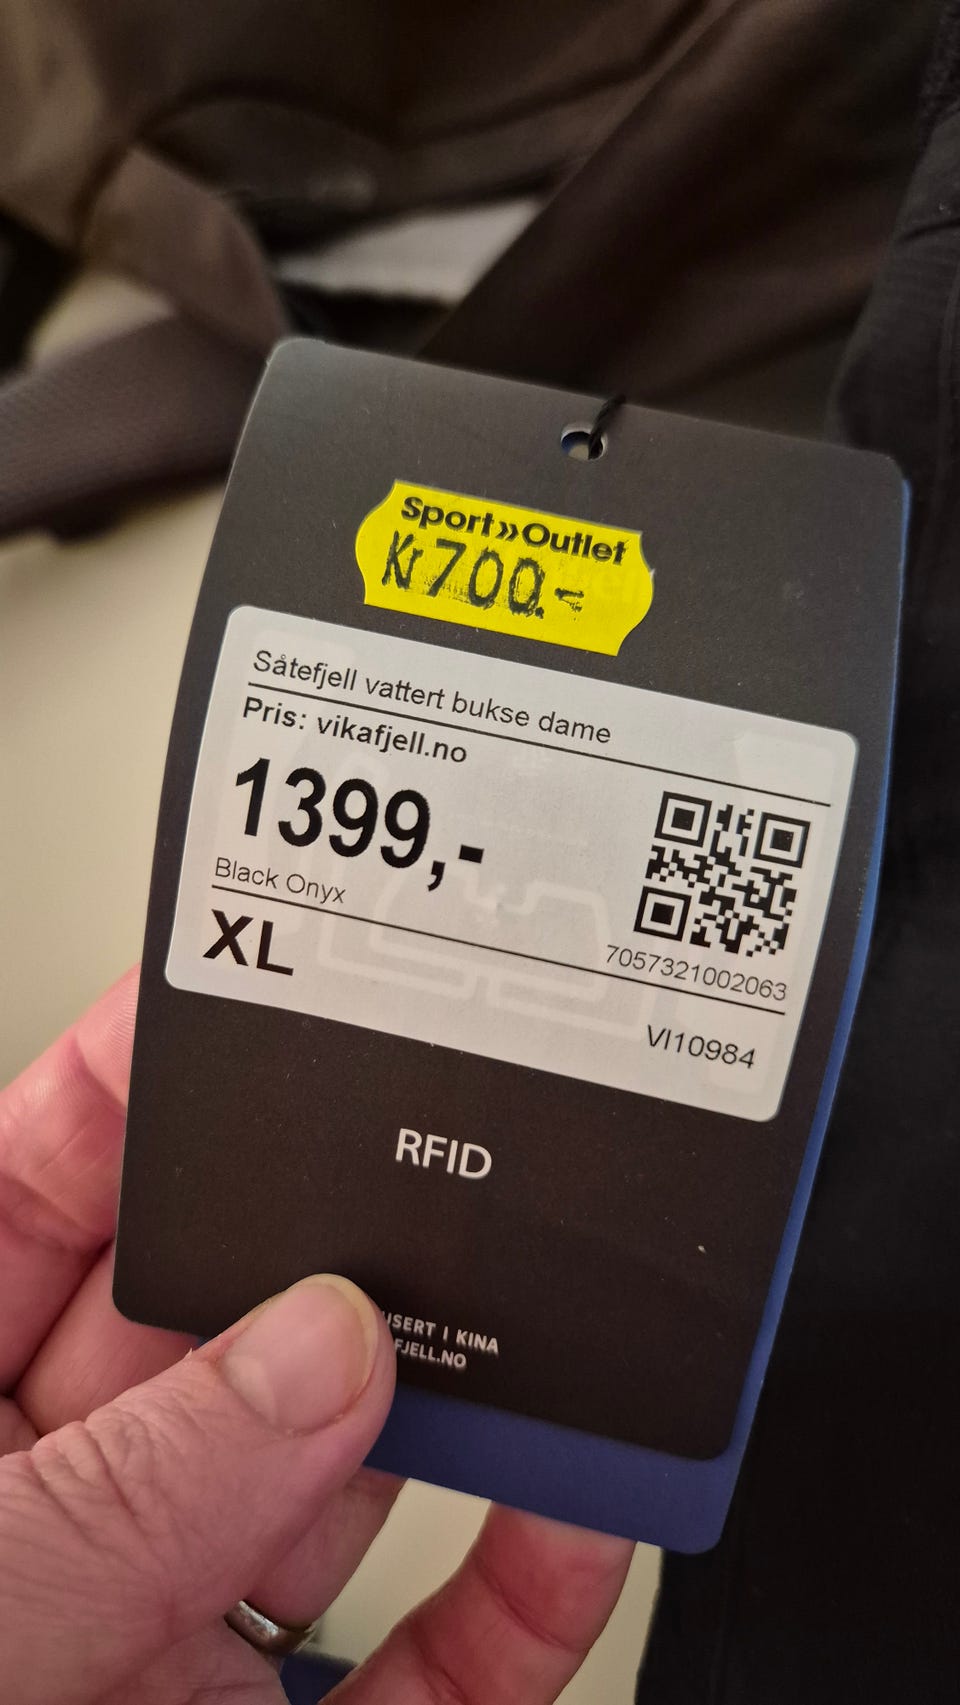 Sport»Outlet
Kr 700.-
Såtefjell vattert bukse dame
Pris: vikafjell.no
1399,-
Black Onyx
7057321002063
XL
VI10984
RFID
I KINA